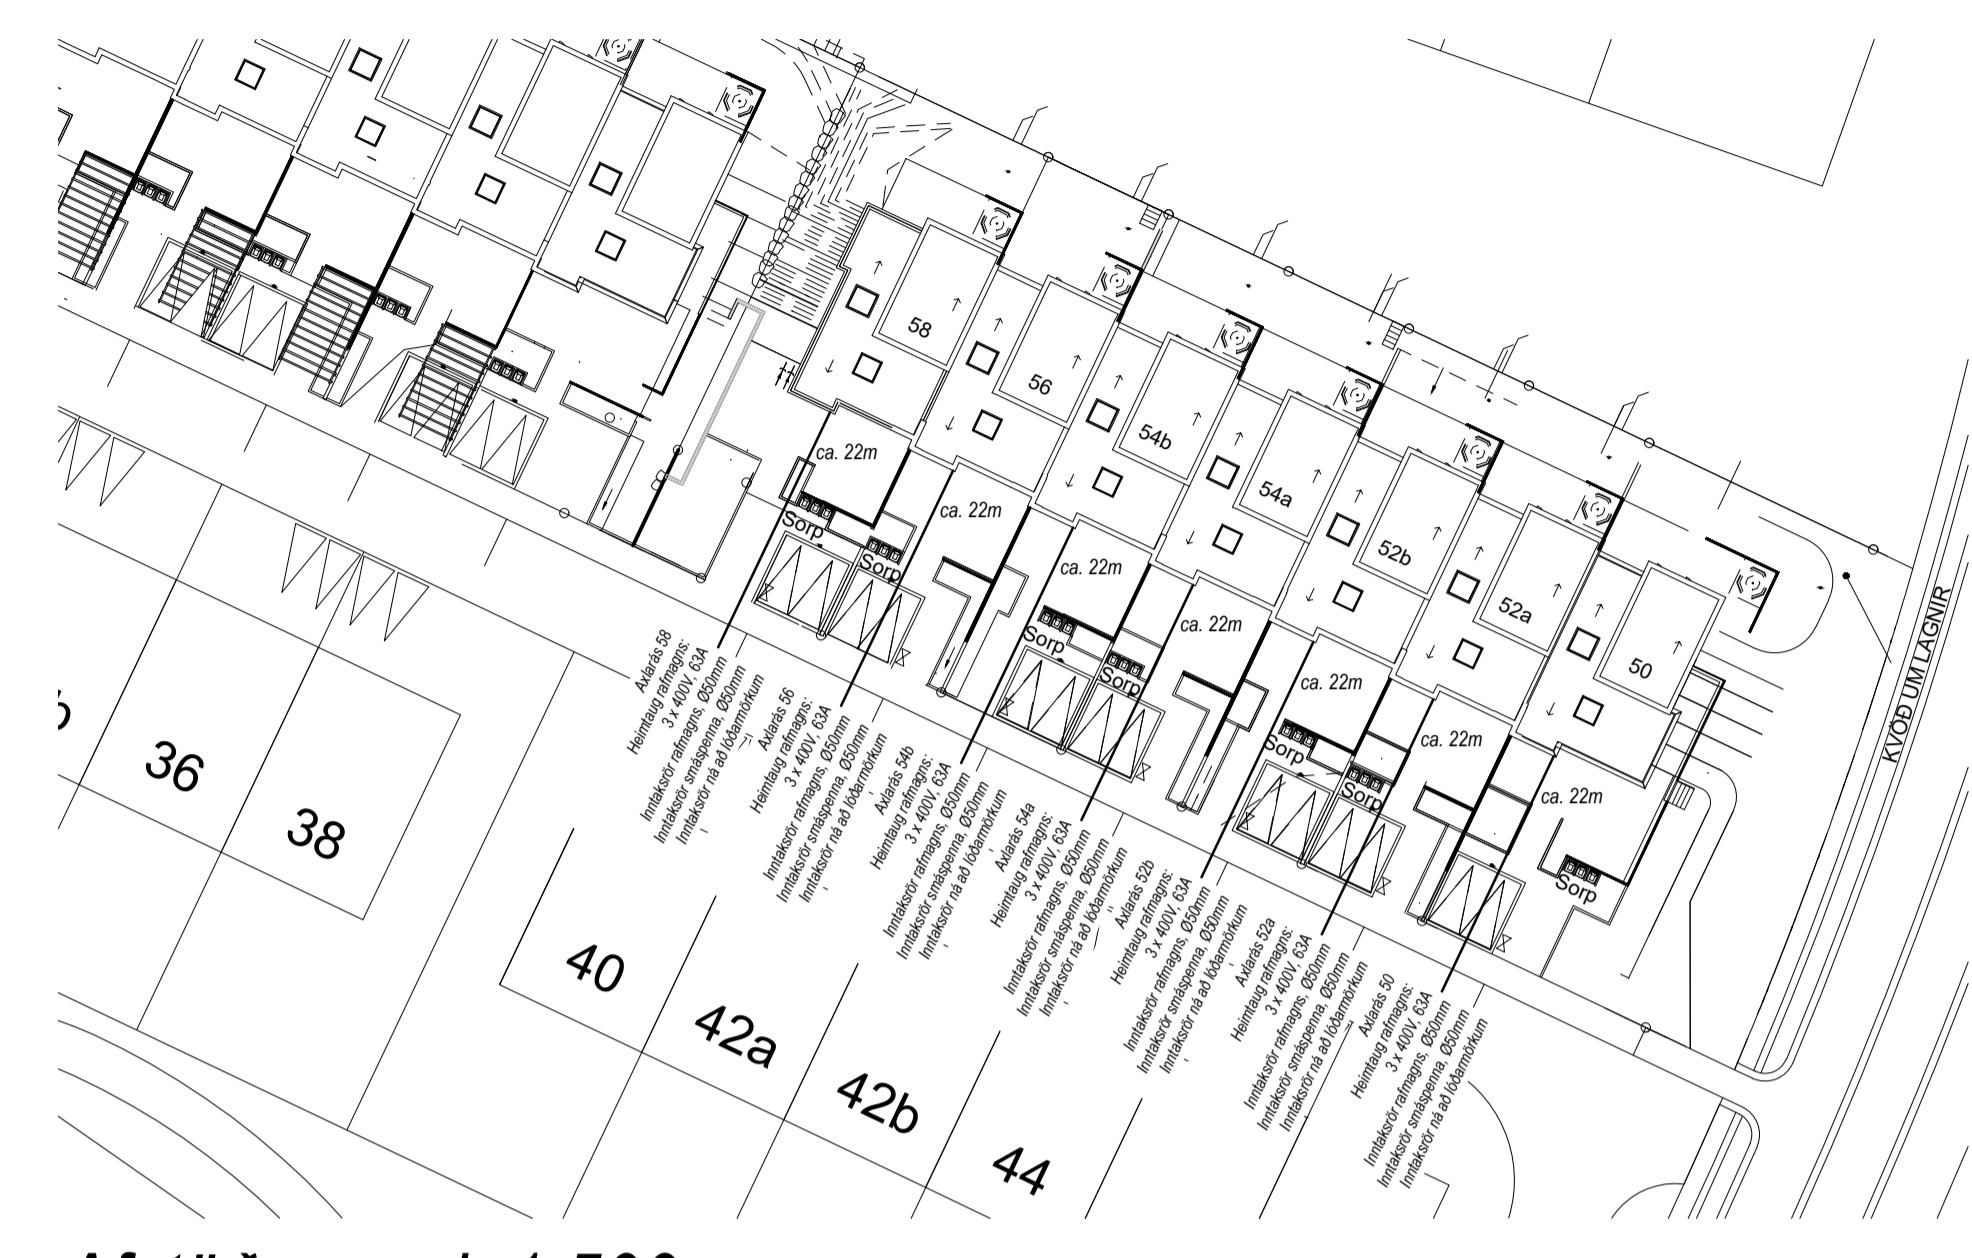 58
56
54b
54a
52b
52a
50
ca. 22m
ca. 22m
ca. 22m
ca. 22m
ca. 22m
ca. 22m
ca. 22m
Sorp
Sorp
Sorp
Sorp
Sorp
Sorp
Sorp
KVÖÐ UM LAGNIR
Axlarás 58
Heimtaug rafmagns:
3 x 400V, 63A
Inntaksrör rafmagns, Ø50mm
Inntaksrör smáspenna, Ø50mm
Inntaksrör ná að lóðarmörkum
Axlarás 56
Heimtaug rafmagns:
3 x 400V, 63A
Inntaksrör rafmagns, Ø50mm
Inntaksrör smáspenna, Ø50mm
Inntaksrör ná að lóðarmörkum
Axlarás 54b
Heimtaug rafmagns:
3 x 400V, 63A
Inntaksrör rafmagns, Ø50mm
Inntaksrör smáspenna, Ø50mm
Inntaksrör ná að lóðarmörkum
Axlarás 54a
Heimtaug rafmagns:
3 x 400V, 63A
Inntaksrör rafmagns, Ø50mm
Inntaksrör smáspenna, Ø50mm
Inntaksrör ná að lóðarmörkum
Axlarás 52b
Heimtaug rafmagns:
3 x 400V, 63A
Inntaksrör rafmagns, Ø50mm
Inntaksrör smáspenna, Ø50mm
Inntaksrör ná að lóðarmörkum
Axlarás 52a
Heimtaug rafmagns:
3 x 400V, 63A
Inntaksrör rafmagns, Ø50mm
Inntaksrör smáspenna, Ø50mm
Inntaksrör ná að lóðarmörkum
Axlarás 50
Heimtaug rafmagns:
3 x 400V, 63A
Inntaksrör rafmagns, Ø50mm
Inntaksrör smáspenna, Ø50mm
Inntaksrör ná að lóðarmörkum
36
38
40
42a
42b
44